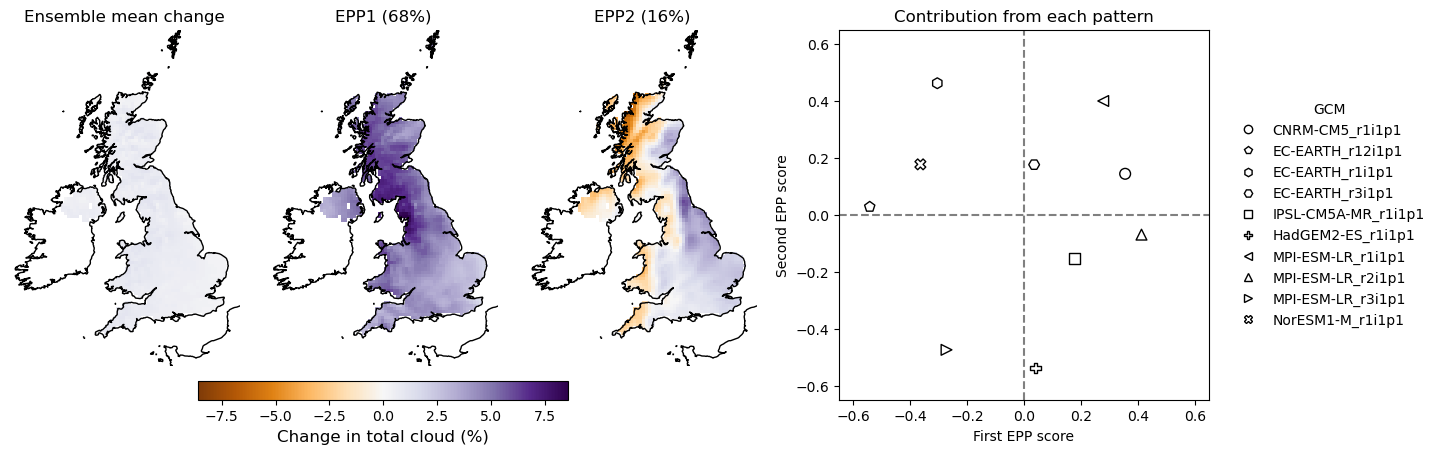 Ensemble mean change
EPP1 (68%)
EPP2 (16%)
−7.5 −5.0 −2.5 0.0 2.5 5.0 7.5
Change in total cloud (%)
Contribution from each pattern
Second EPP score
0.6
0.4
0.2
0.0
−0.2
−0.4
−0.6
−0.6 −0.4 −0.2 0.0 0.2 0.4 0.6
First EPP score
GCM
CNRM-CM5_r1i1p1
EC-EARTH_r12i1p1
EC-EARTH_r1i1p1
EC-EARTH_r3i1p1
IPSL-CM5A-MR_r1i1p1
HadGEM2-ES_r1i1p1
MPI-ESM-LR_r1i1p1
MPI-ESM-LR_r2i1p1
MPI-ESM-LR_r3i1p1
NorESM1-M_r1i1p1